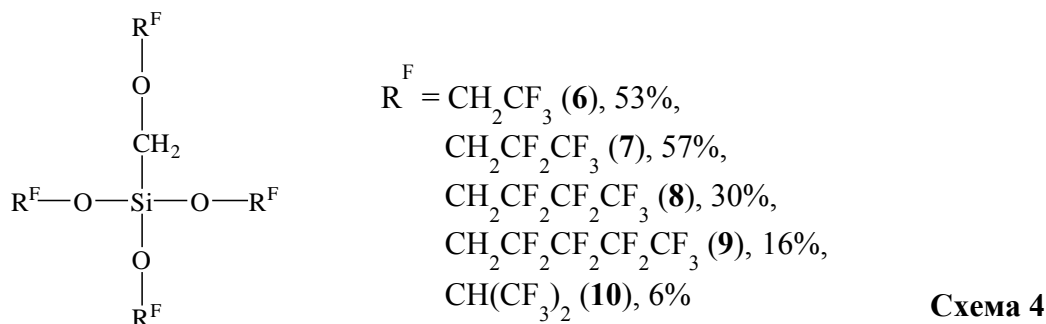 R^F
O
CH₂
R^F—O—Si—O—R^F
O
R^F
R^F = CH₂CF₃ (6), 53%,
CH₂CF₂CF₃ (7), 57%,
CH₂CF₂CF₂CF₃ (8), 30%,
CH₂CF₂CF₂CF₂CF₃ (9), 16%,
CH(CF₃)₂ (10), 6%
Схема 4